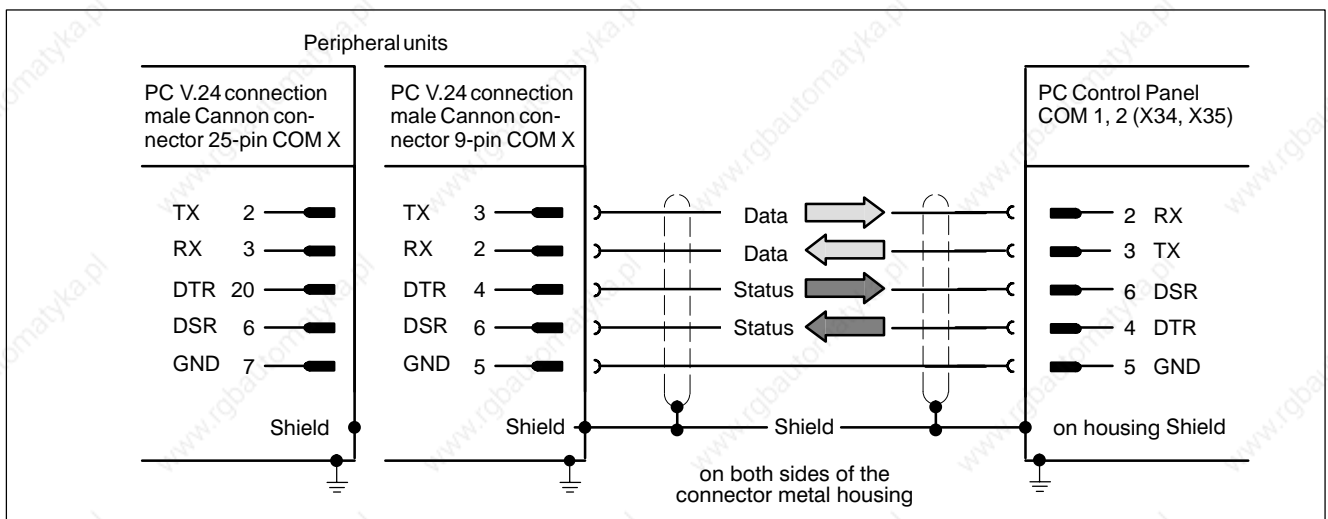 Peripheral units
PC V.24 connection
male Cannon con-
nector 25-pin COM X
PC V.24 connection
male Cannon con-
nector 9-pin COM X
PC Control Panel
COM 1, 2 (X34, X35)
TX 2
TX 3
Data
2 RX
RX 3
RX 2
Data
3 TX
DTR 20
DTR 4
Status
6 DSR
DSR 6
DSR 6
Status
4 DTR
GND 7
GND 5
5 GND
Shield
Shield
Shield
on housing Shield
on both sides of the
connector metal housing
www.rgbautomatyka.pl